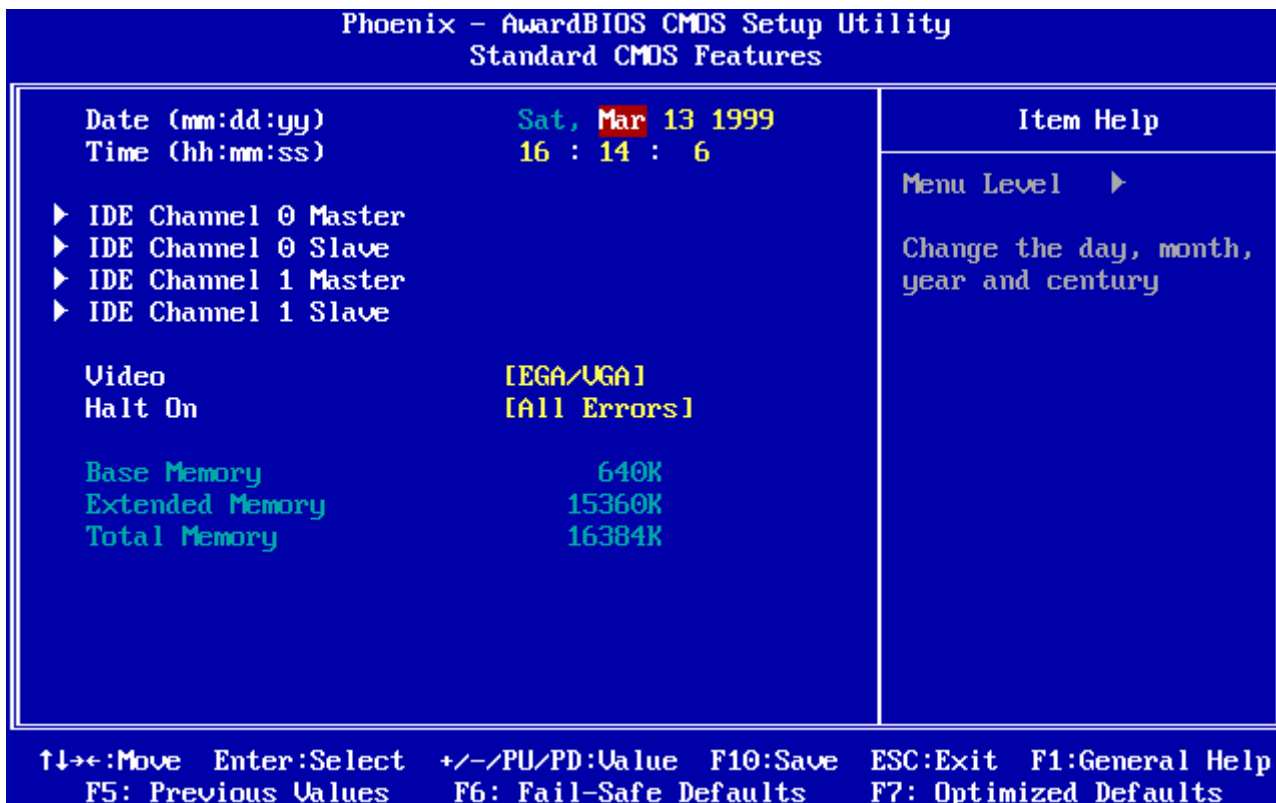 Phoenix - AwardBIOS CMOS Setup Utility
Standard CMOS Features
Date (mm:dd:yy) Sat, Mar 13 1999
Time (hh:mm:ss) 16 : 14 : 6
IDE Channel 0 Master
IDE Channel 0 Slave
IDE Channel 1 Master
IDE Channel 1 Slave
Video [EGA/VGA]
Halt On [All Errors]
Base Memory 640K
Extended Memory 15360K
Total Memory 16384K
Item Help
Menu Level
Change the day, month,
year and century
↑↓→←:Move Enter:Select +/-/PU/PD:Value F10:Save ESC:Exit F1:General Help
F5: Previous Values F6: Fail-Safe Defaults F7: Optimized Defaults